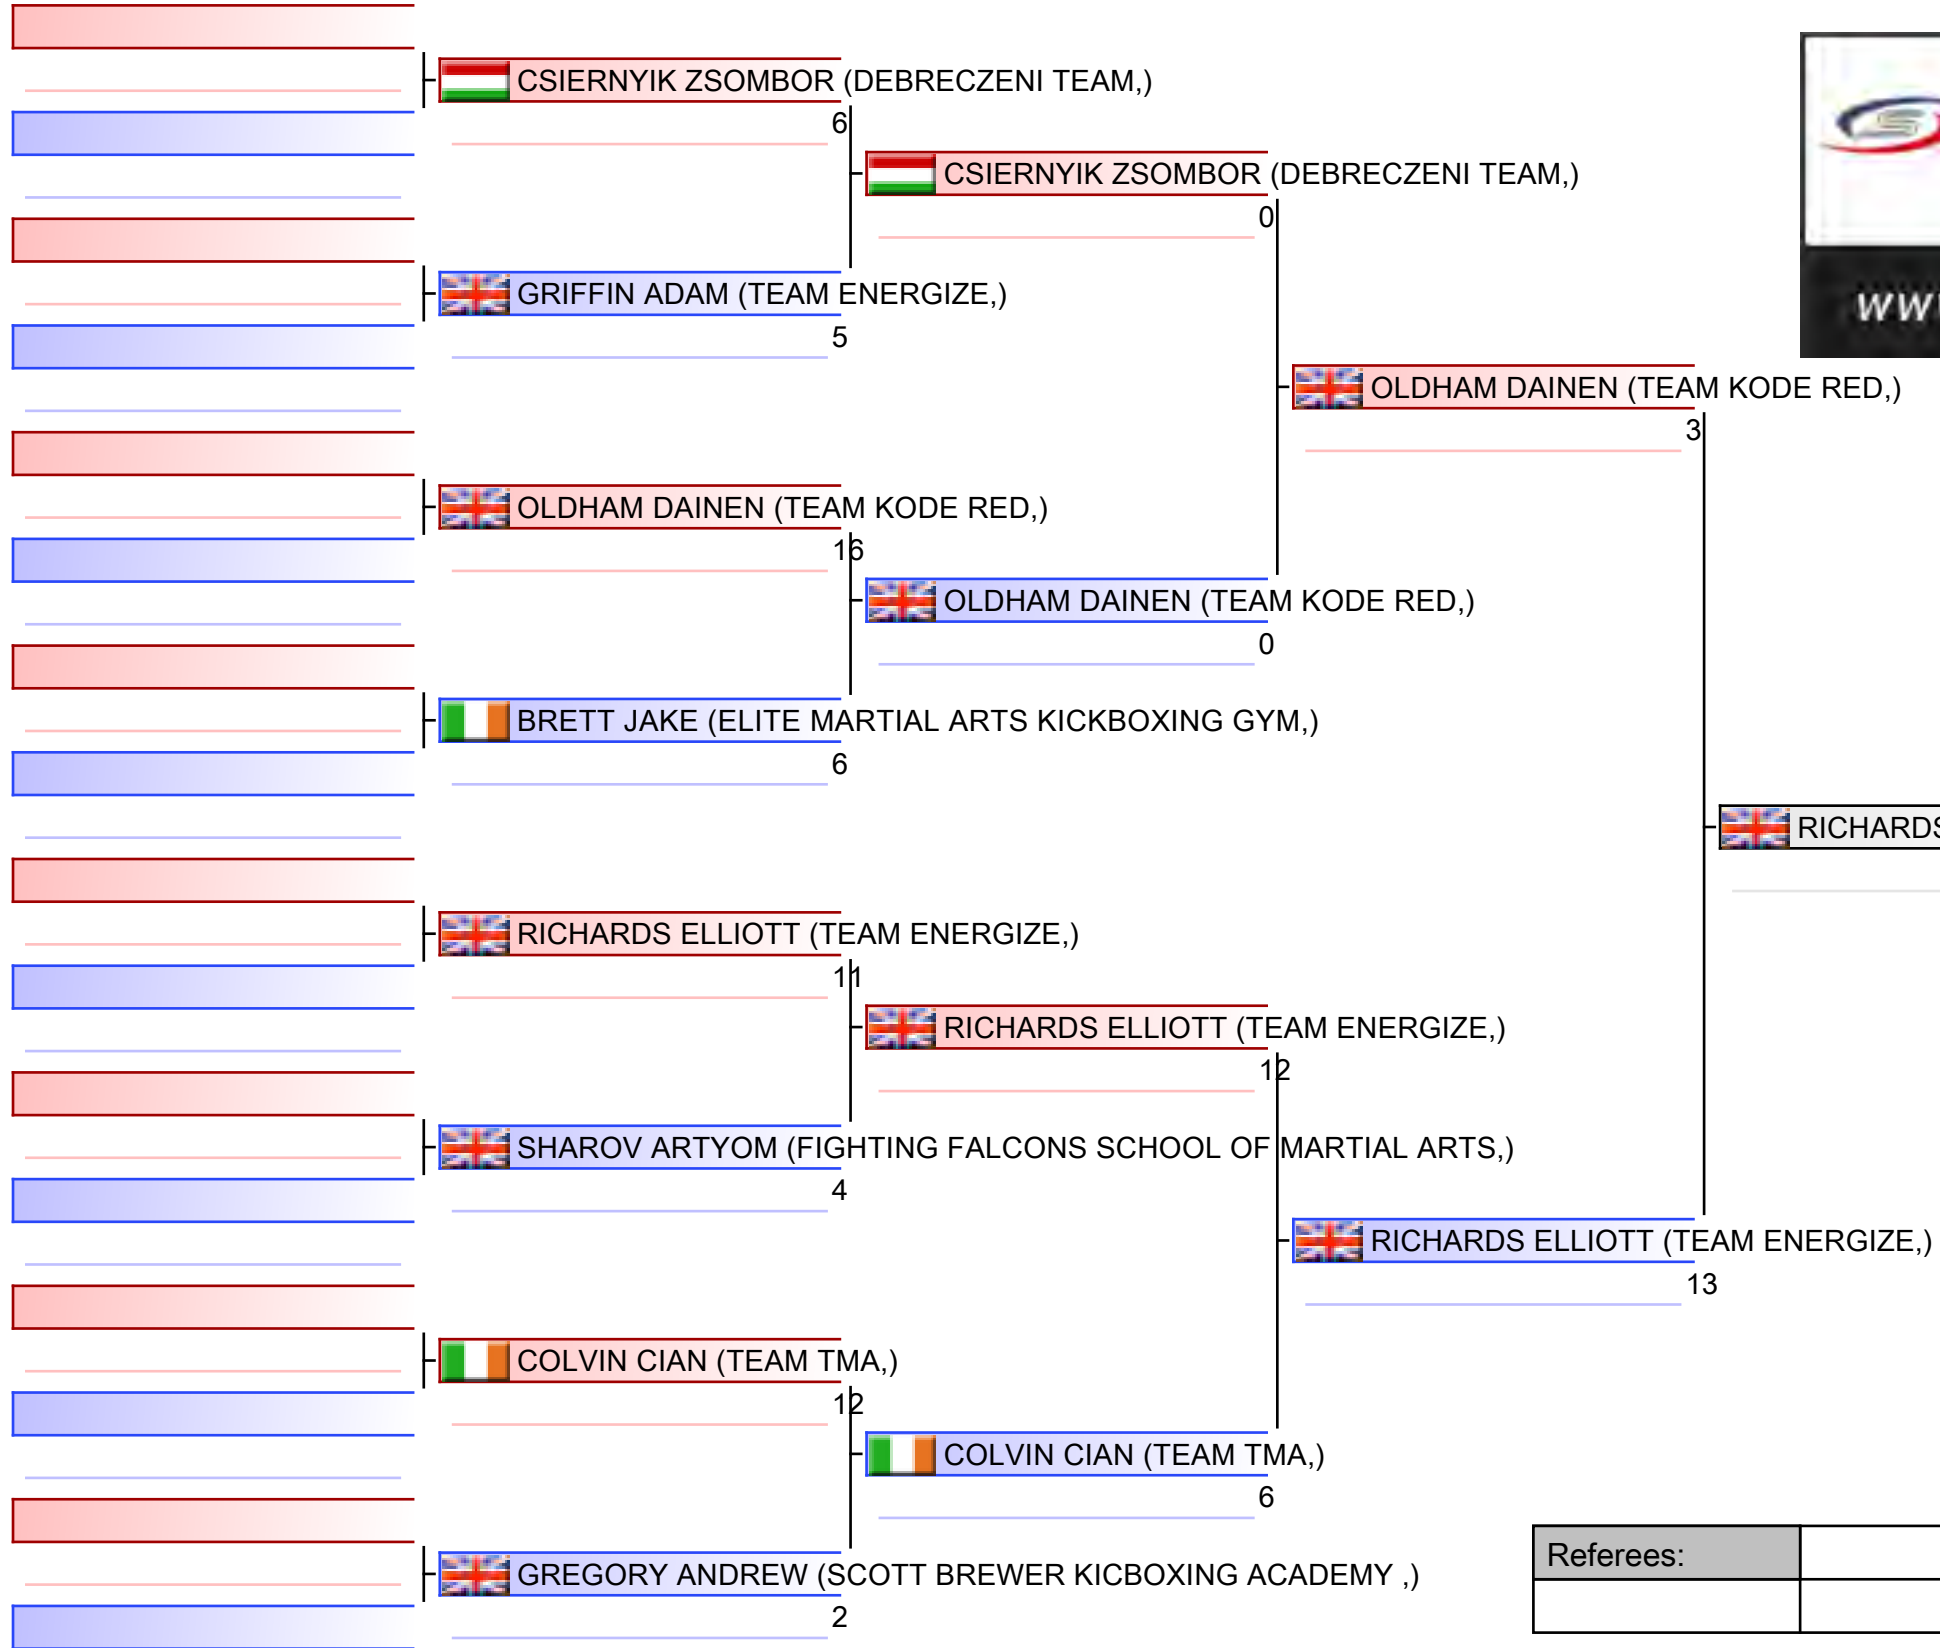 CSIERNYIK ZSOMBOR (DEBRECZENI TEAM,)
6
CSIERNYIK ZSOMBOR (DEBRECZENI TEAM,)
0
GRIFFIN ADAM (TEAM ENERGIZE,)
5
OLDHAM DAINEN (TEAM KODE RED,)
3
OLDHAM DAINEN (TEAM KODE RED,)
16
OLDHAM DAINEN (TEAM KODE RED,)
0
BRETT JAKE (ELITE MARTIAL ARTS KICKBOXING GYM,)
6
RICHARDS
RICHARDS ELLIOTT (TEAM ENERGIZE,)
11
RICHARDS ELLIOTT (TEAM ENERGIZE,)
12
SHAROV ARTYOM (FIGHTING FALCONS SCHOOL OF MARTIAL ARTS,)
4
RICHARDS ELLIOTT (TEAM ENERGIZE,)
13
COLVIN CIAN (TEAM TMA,)
12
COLVIN CIAN (TEAM TMA,)
6
GREGORY ANDREW (SCOTT BREWER KICBOXING ACADEMY ,)
2
Referees: